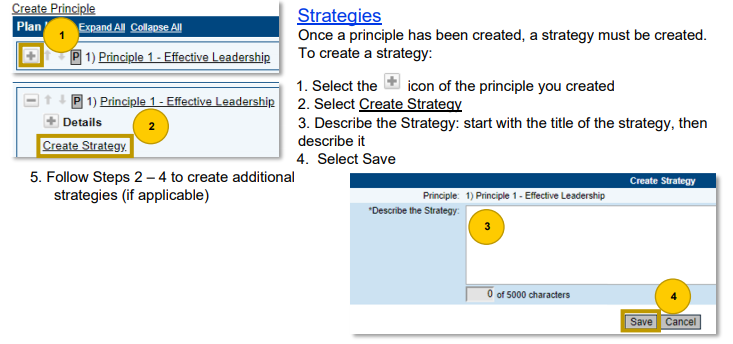 Create Principle
Plan Expand All Collapse All
1
P 1) Principle 1 - Effective Leadership
P 1) Principle 1 - Effective Leadership
Details
2
Create Strategy
Strategies
Once a principle has been created, a strategy must be created.
To create a strategy:
1. Select the icon of the principle you created
2. Select Create Strategy
3. Describe the Strategy: start with the title of the strategy, then
describe it
4. Select Save
5. Follow Steps 2 – 4 to create additional
strategies (if applicable)
Create Strategy
Principle: 1) Principle 1 - Effective Leadership
*Describe the Strategy:
3
0 of 5000 characters
4
Save Cancel